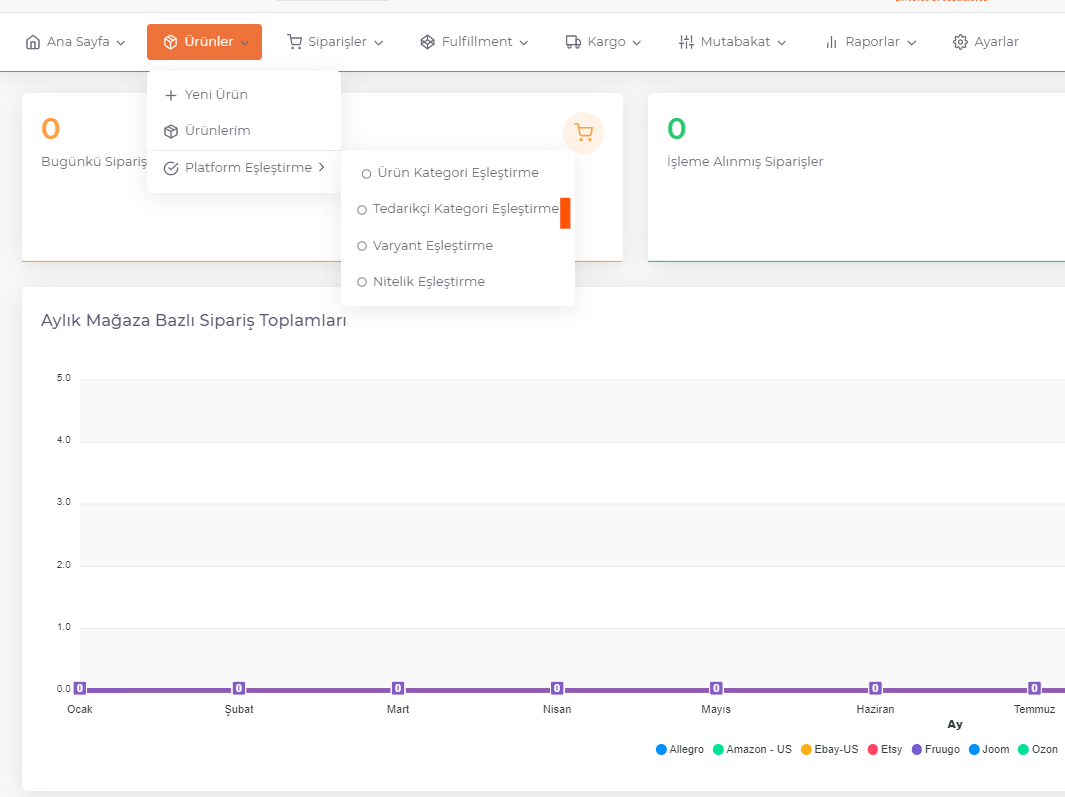 Ana Sayfa
Ürünler
Siparişler
Fulfillment
Kargo
Mutabakat
Raporlar
Ayarlar
Yeni Ürün
Ürünlerim
Platform Eşleştirme
Ürün Kategori Eşleştirme
Tedarikçi Kategori Eşleştirme
Varyant Eşleştirme
Nitelik Eşleştirme
0
Bugünkü Sipariş
0
İşleme Alınmış Siparişler
Aylık Mağaza Bazlı Sipariş Toplamları
5.0
4.0
3.0
2.0
1.0
0.0
0 0 0 0 0 0 0
Ocak Şubat Mart Nisan Mayıs Haziran Temmuz
Ay
Allegro Amazon - US Ebay-US Etsy Fruugo Joom Ozon